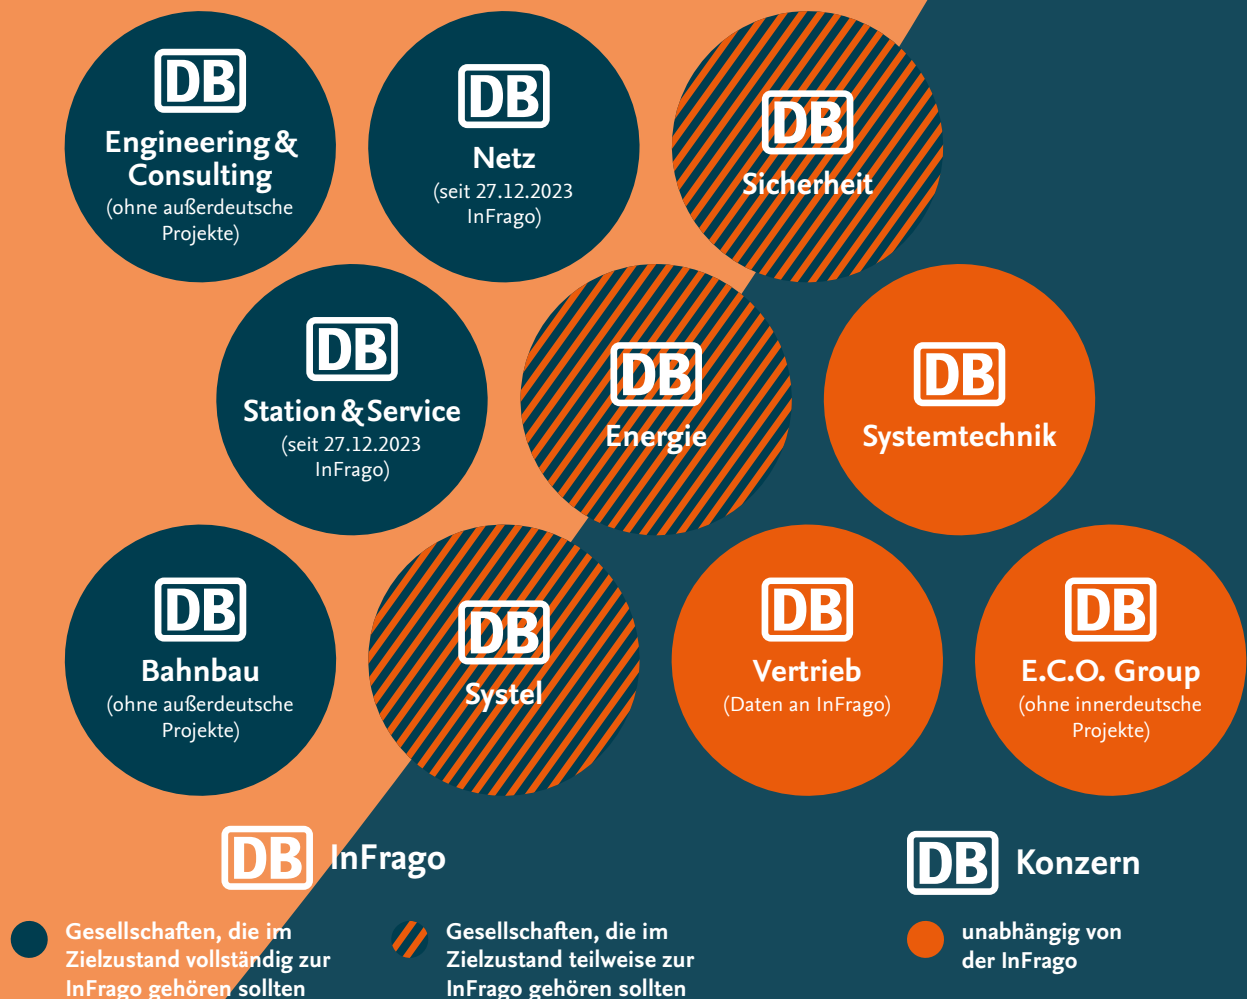 DB
Engineering &
Consulting
(ohne außerdeutsche
Projekte)
DB
Netz
(seit 27.12.2023
InFrago)
DB
Sicherheit
DB
Station & Service
(seit 27.12.2023
InFrago)
DB
Energie
DB
Systemtechnik
DB
Bahnbau
(ohne außerdeutsche
Projekte)
DB
Systel
DB
Vertrieb
(Daten an InFrago)
DB
E.C.O. Group
(ohne innerdeutsche
Projekte)
DB InFrago
DB Konzern
Gesellschaften, die im
Zielzustand vollständig zur
InFrago gehören sollten
Gesellschaften, die im
Zielzustand teilweise zur
InFrago gehören sollten
unabhängig von
der InFrago